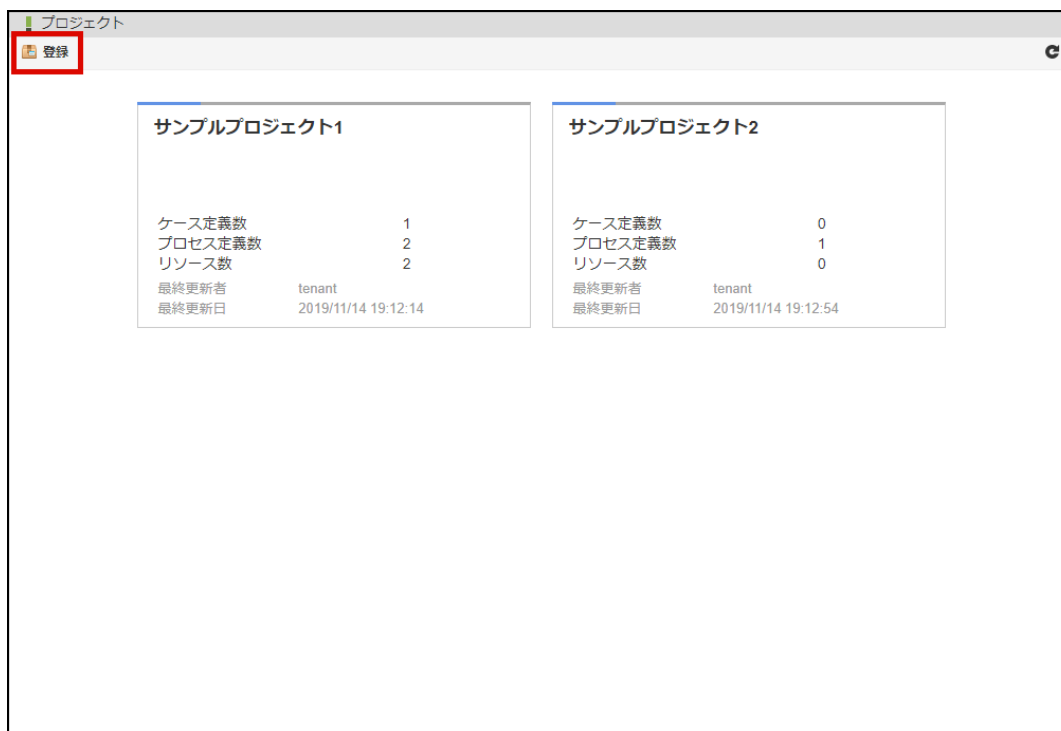 プロジェクト
登録
サンプルプロジェクト1
ケース定義数 1
プロセス定義数 2
リソース数 2
最終更新者 tenant
最終更新日 2019/11/14 19:12:14
サンプルプロジェクト2
ケース定義数 0
プロセス定義数 1
リソース数 0
最終更新者 tenant
最終更新日 2019/11/14 19:12:54